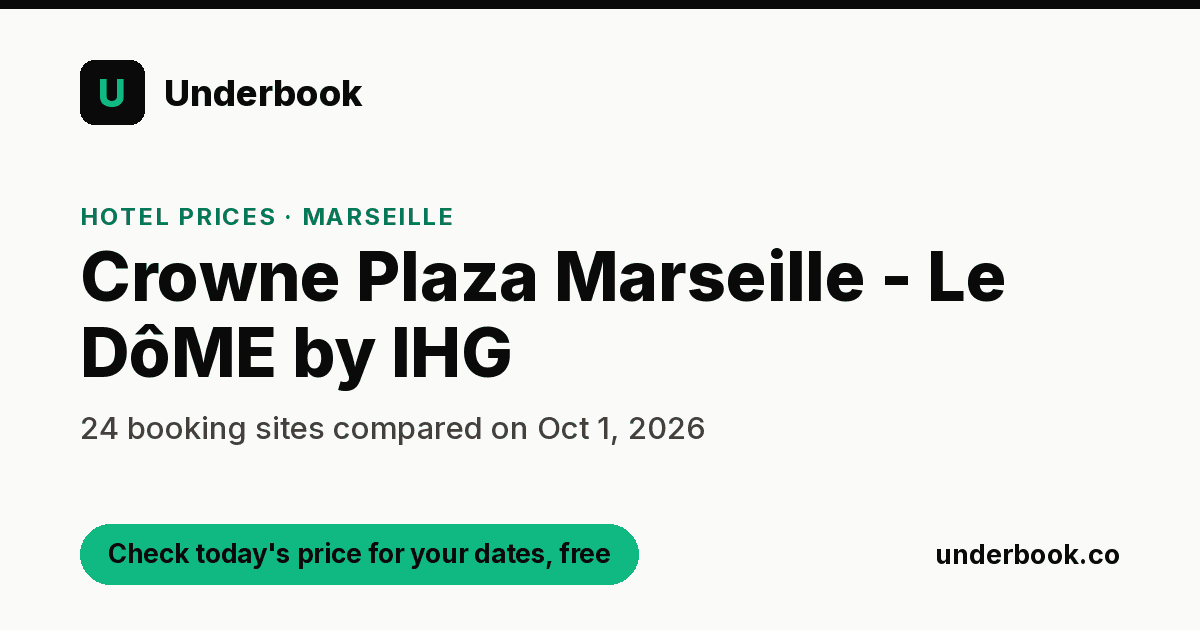 U Underbook
HOTEL PRICES · MARSEILLE
Crowne Plaza Marseille - Le
DôME by IHG
24 booking sites compared on Oct 1, 2026
Check today's price for your dates, free
underbook.co